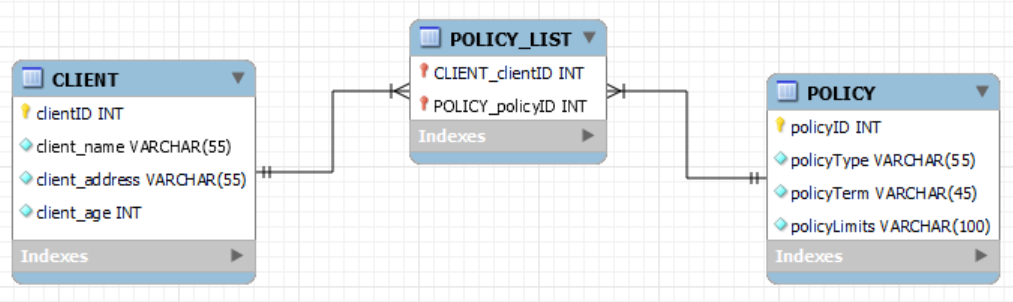 CLIENT
clientID INT
client_name VARCHAR(55)
client_address VARCHAR(55)
client_age INT
Indexes
POLICY_LIST
CLIENT_clientID INT
POLICY_policyID INT
Indexes
POLICY
policyID INT
policyType VARCHAR(55)
policyTerm VARCHAR(45)
policyLimits VARCHAR(100)
Indexes